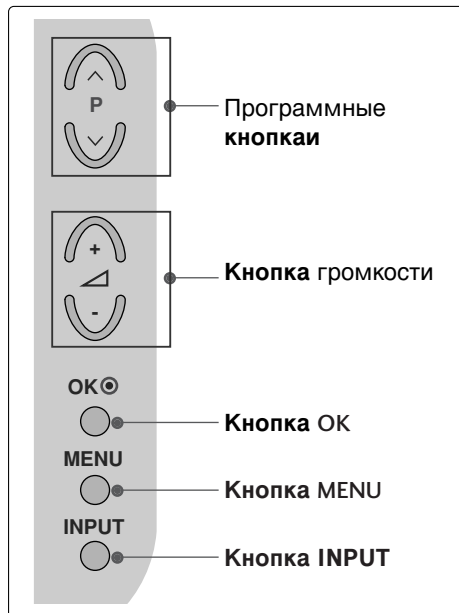 P
Программные
кнопкаи
+
Кнопка громкости
-
OK
Кнопка OK
MENU
Кнопка MENU
INPUT
Кнопка INPUT